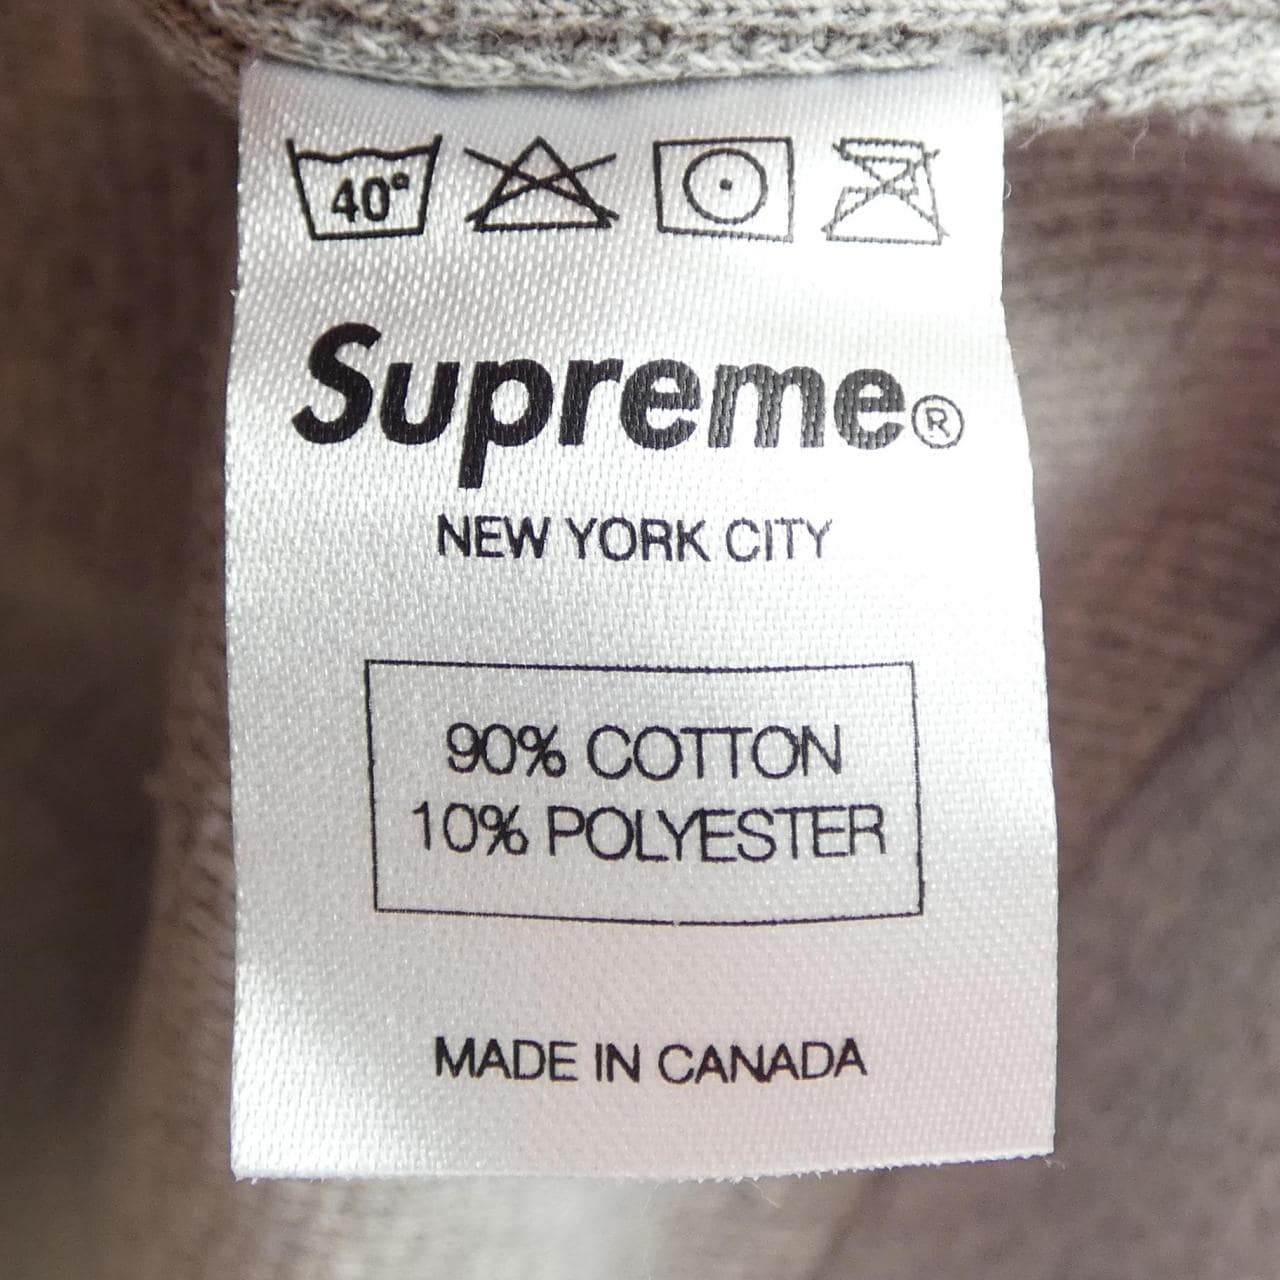 40°
Supreme®
NEW YORK CITY
90% COTTON
10% POLYESTER
MADE IN CANADA